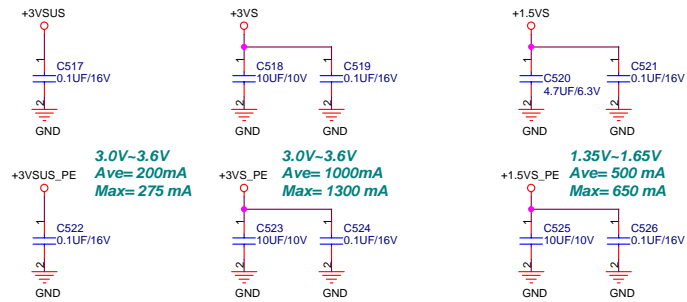 +3VSUS
1
C517
0.1UF/16V
2
GND
+3VS
1
C518
10UF/10V
2
GND
1
C519
0.1UF/16V
2
GND
+1.5VS
1
C520
4.7UF/6.3V
2
GND
1
C521
0.1UF/16V
2
GND
3.0V~3.6V
Ave= 200mA
Max= 275 mA
3.0V~3.6V
Ave= 1000mA
Max= 1300 mA
1.35V~1.65V
Ave= 500 mA
Max= 650 mA
+3VSUS_PE
1
C522
0.1UF/16V
2
GND
+3VS_PE
1
C523
10UF/10V
2
GND
1
C524
0.1UF/16V
2
GND
+1.5VS_PE
1
C525
10UF/10V
2
GND
1
C526
0.1UF/16V
2
GND